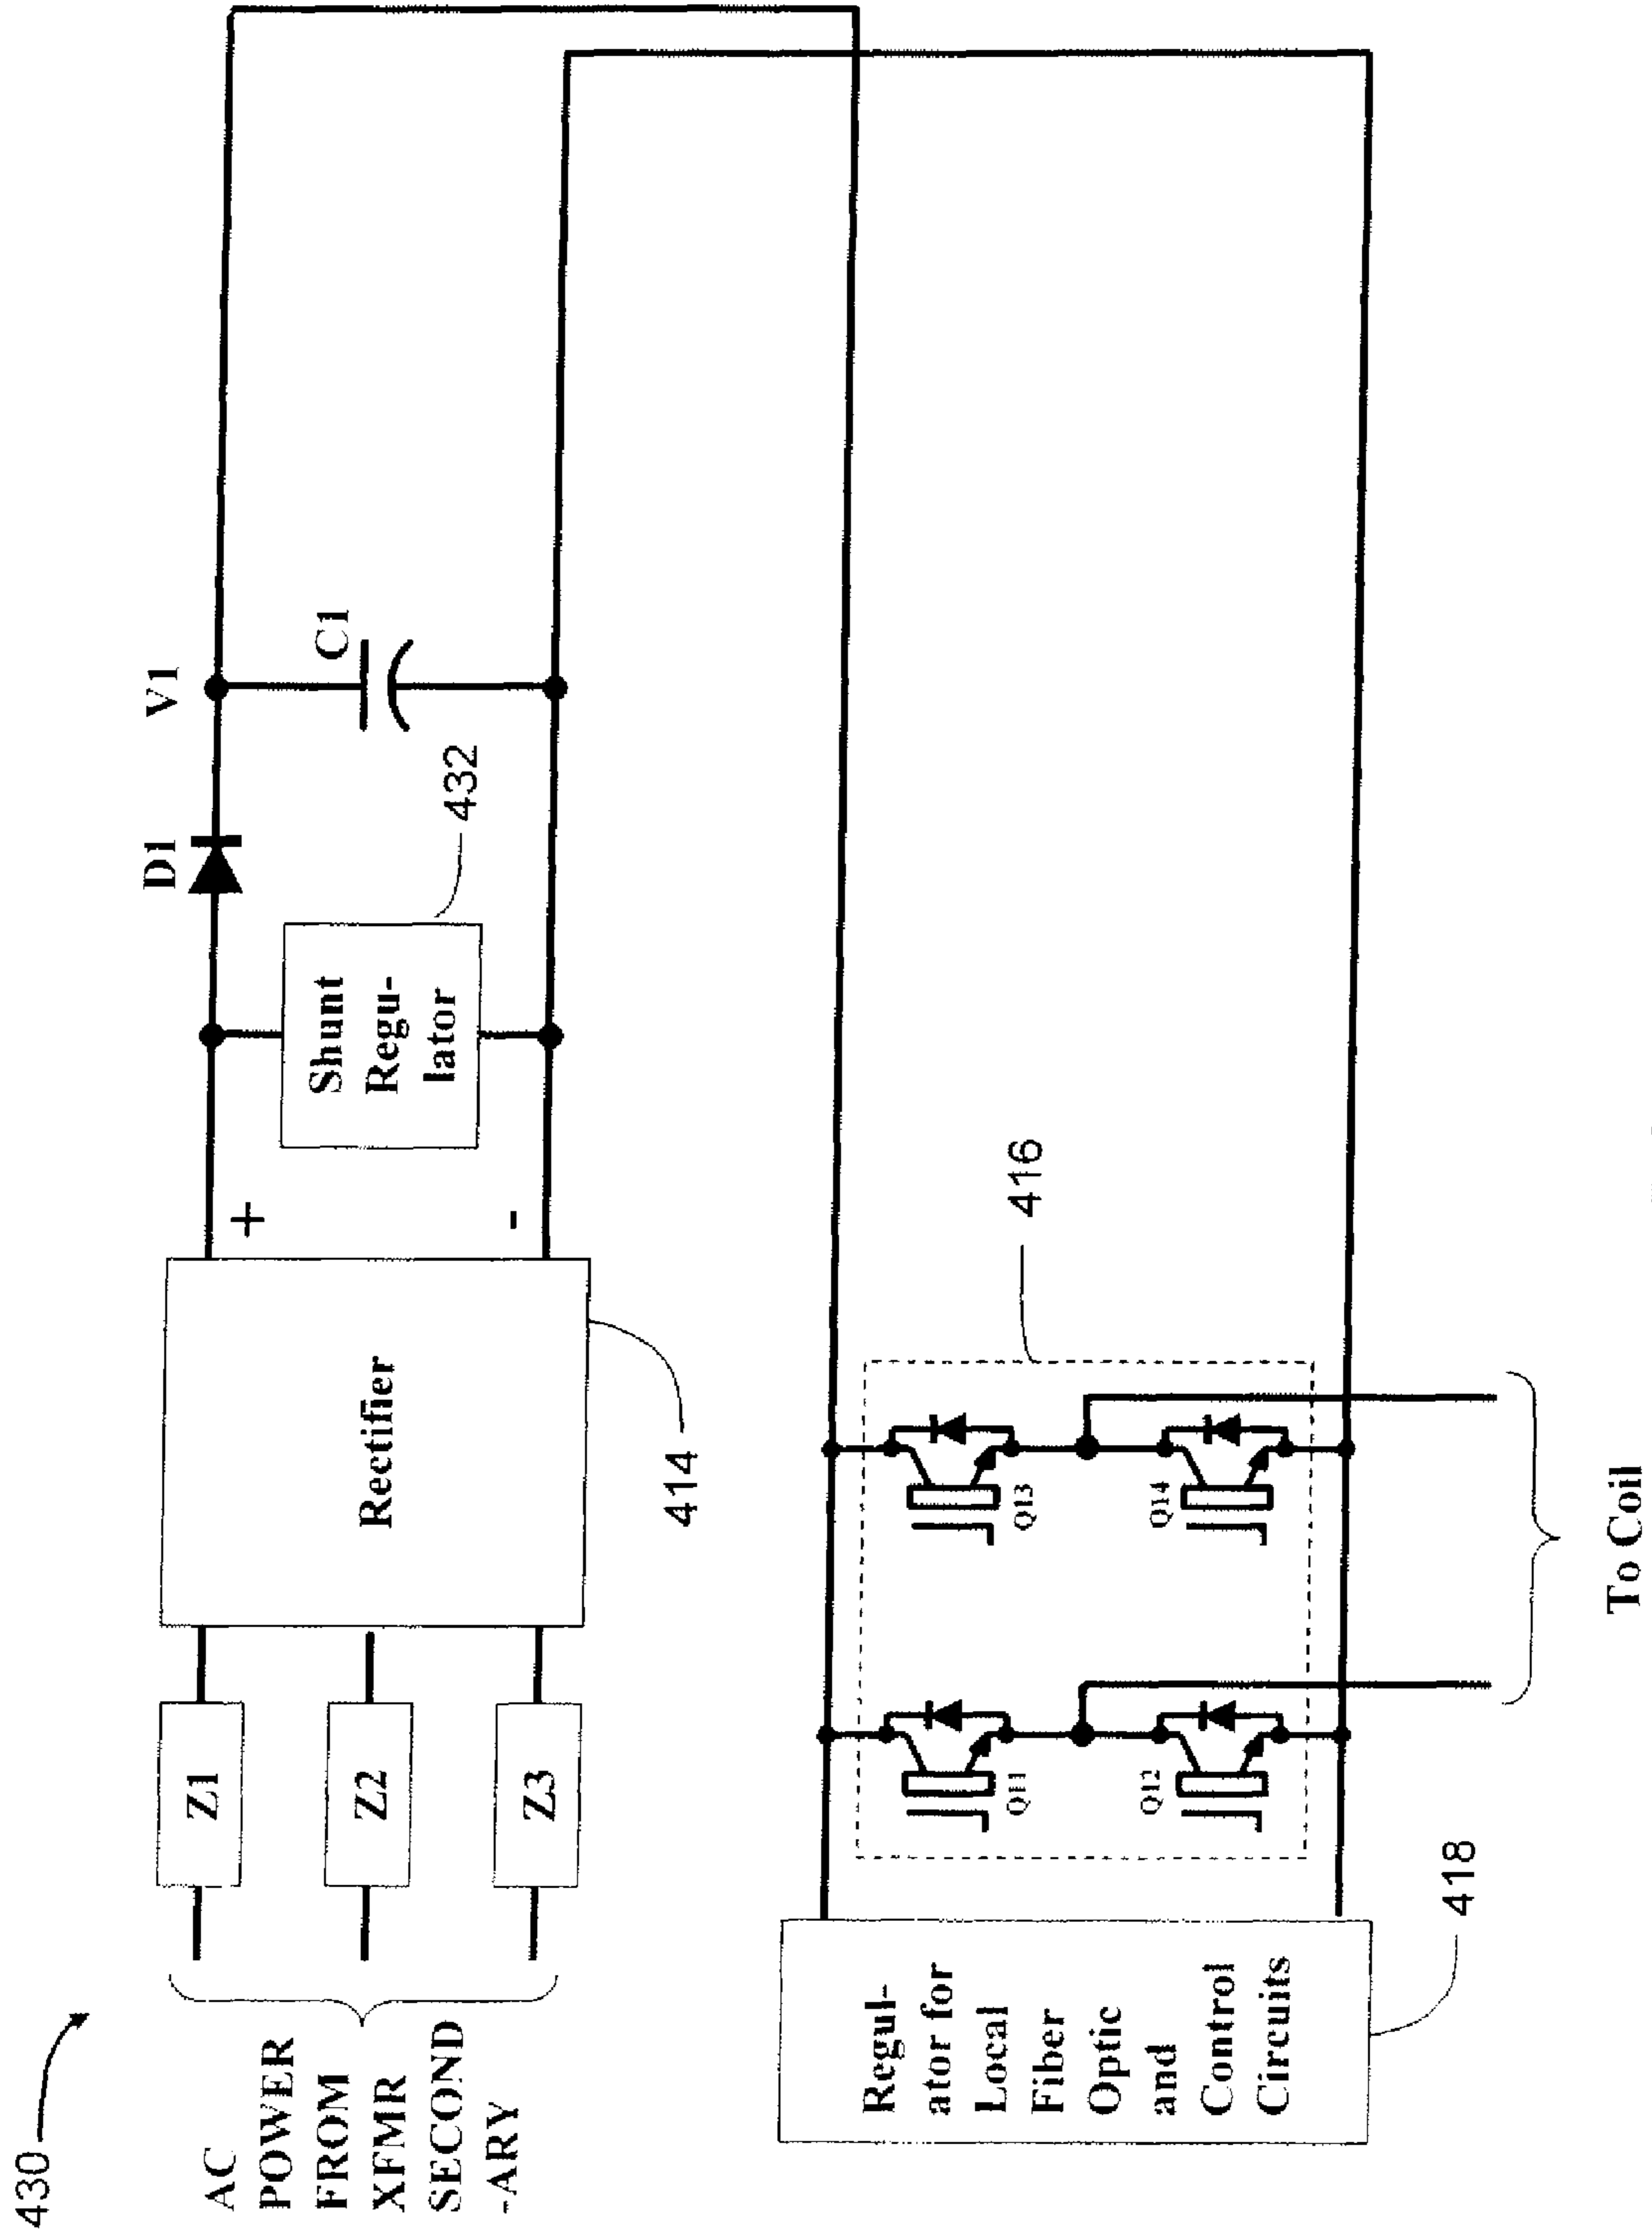 430
AC
POWER
FROM
XFMR
SECOND
-ARY
Z1
Z2
Z3
Rectifier
414
+
-
Shunt
Regu-
lator
432
D1
V1
C1
Regul-
ator for
Local
Fiber
Optic
and
Control
Circuits
418
Q11
Q12
Q13
Q14
416
To Coil